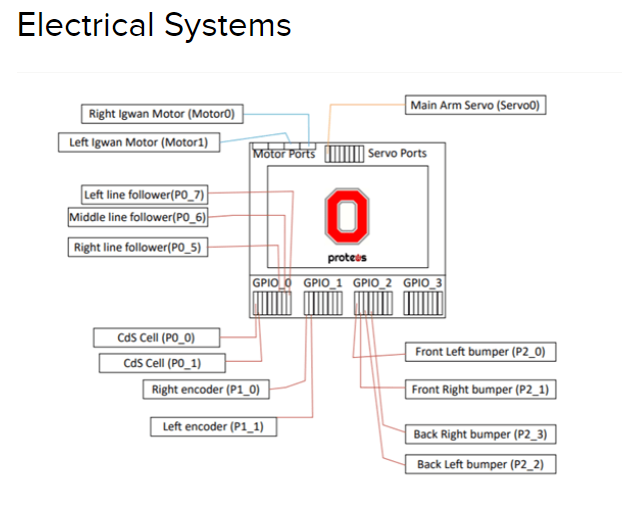 Electrical Systems
Right Igwan Motor (Motor0)
Main Arm Servo (Servo0)
Left Igwan Motor (Motor1)
Motor Ports
Servo Ports
Left line follower(P0_7)
Middle line follower(P0_6)
Right line follower(P0_5)
proteus
GPIO_0 GPIO_1 GPIO_2 GPIO_3
CdS Cell (P0_0)
CdS Cell (P0_1)
Right encoder (P1_0)
Left encoder (P1_1)
Front Left bumper (P2_0)
Front Right bumper (P2_1)
Back Right bumper (P2_3)
Back Left bumper (P2_2)